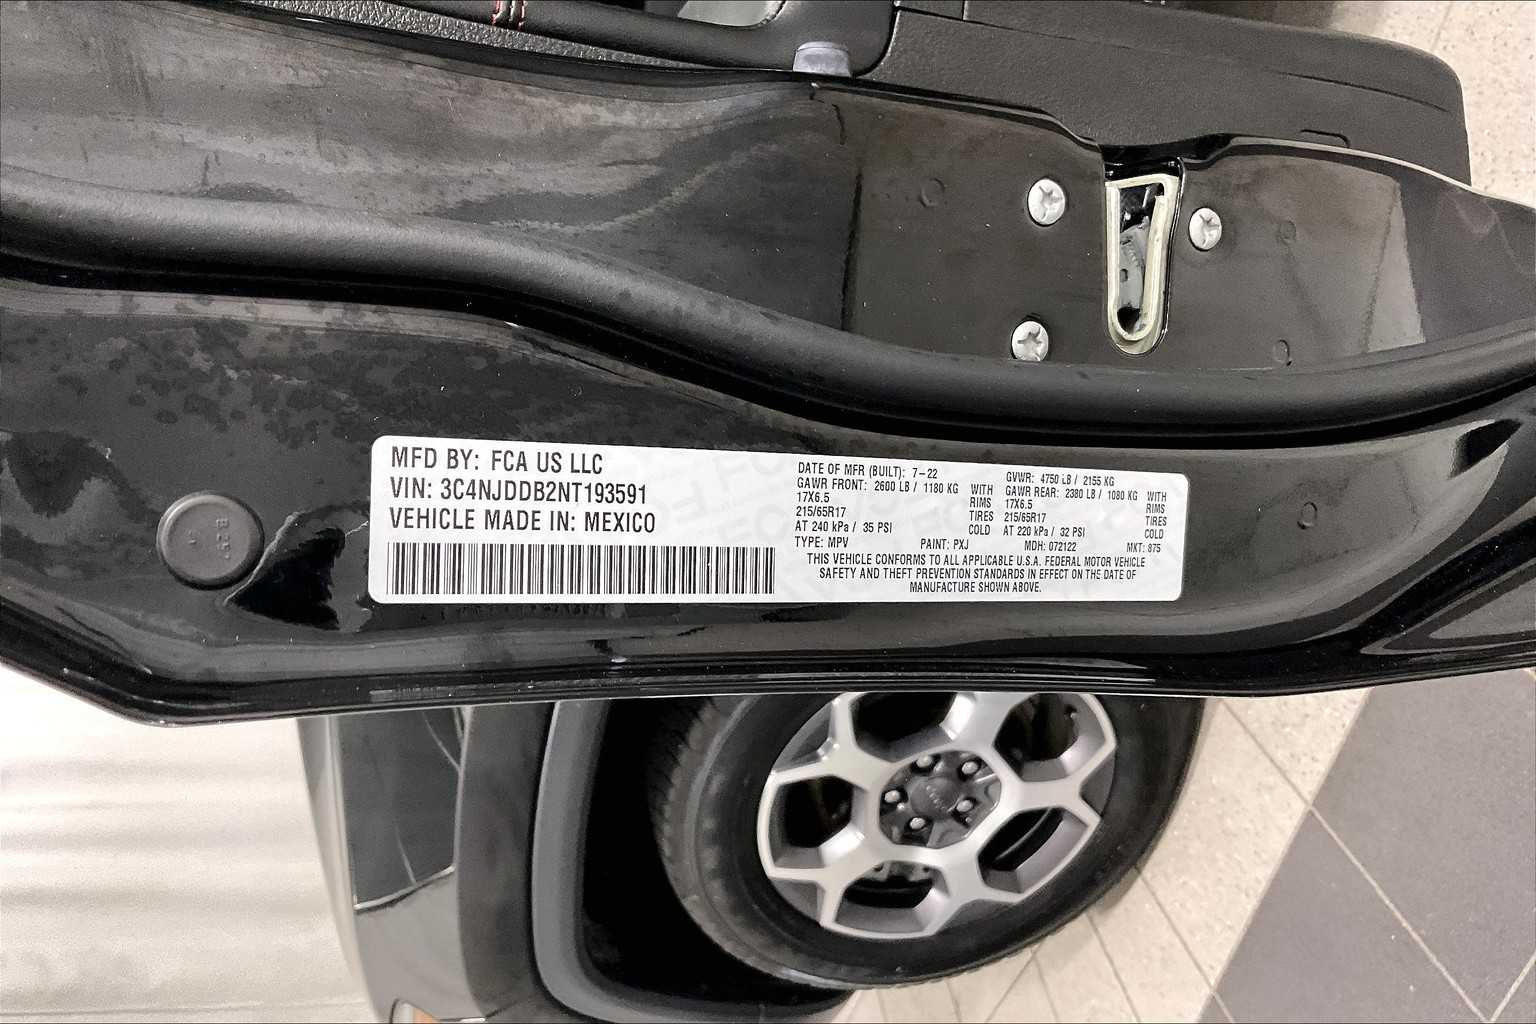 MFD BY: FCA US LLC
VIN: 3C4NJDDB2NT193591
VEHICLE MADE IN: MEXICO
DATE OF MFR (BUILT): 7-22
GAWR FRONT: 2600 LB / 1180 KG WITH
17X6.5 RIMS
215/65R17 TIRES
AT 240 kPa / 35 PSI COLD
GVWR: 4750 LB / 2155 KG
GAWR REAR: 2380 LB / 1080 KG WITH
17X6.5 RIMS
215/65R17 TIRES
AT 220 kPa / 32 PSI COLD
TYPE: MPV PAINT: PXJ MDH: 072122 MKT: 875
THIS VEHICLE CONFORMS TO ALL APPLICABLE U.S.A. FEDERAL MOTOR VEHICLE
SAFETY AND THEFT PREVENTION STANDARDS IN EFFECT ON THE DATE OF
MANUFACTURE SHOWN ABOVE.